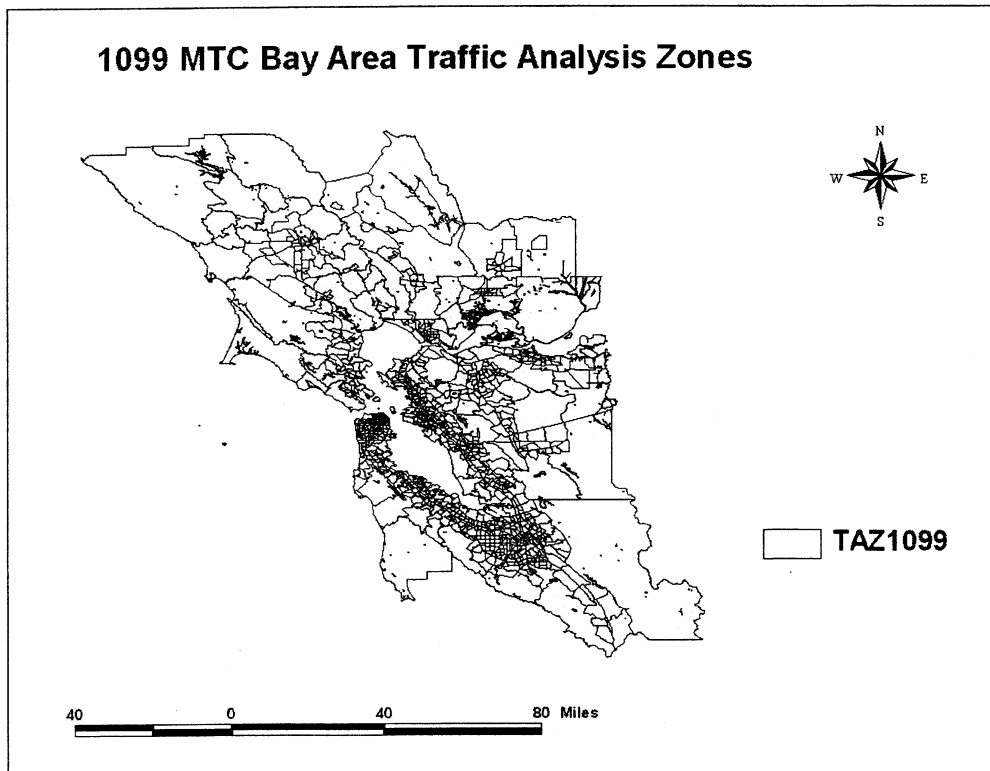 1099 MTC Bay Area Traffic Analysis Zones
N
W E
S
TAZ1099
40 0 40 80 Miles